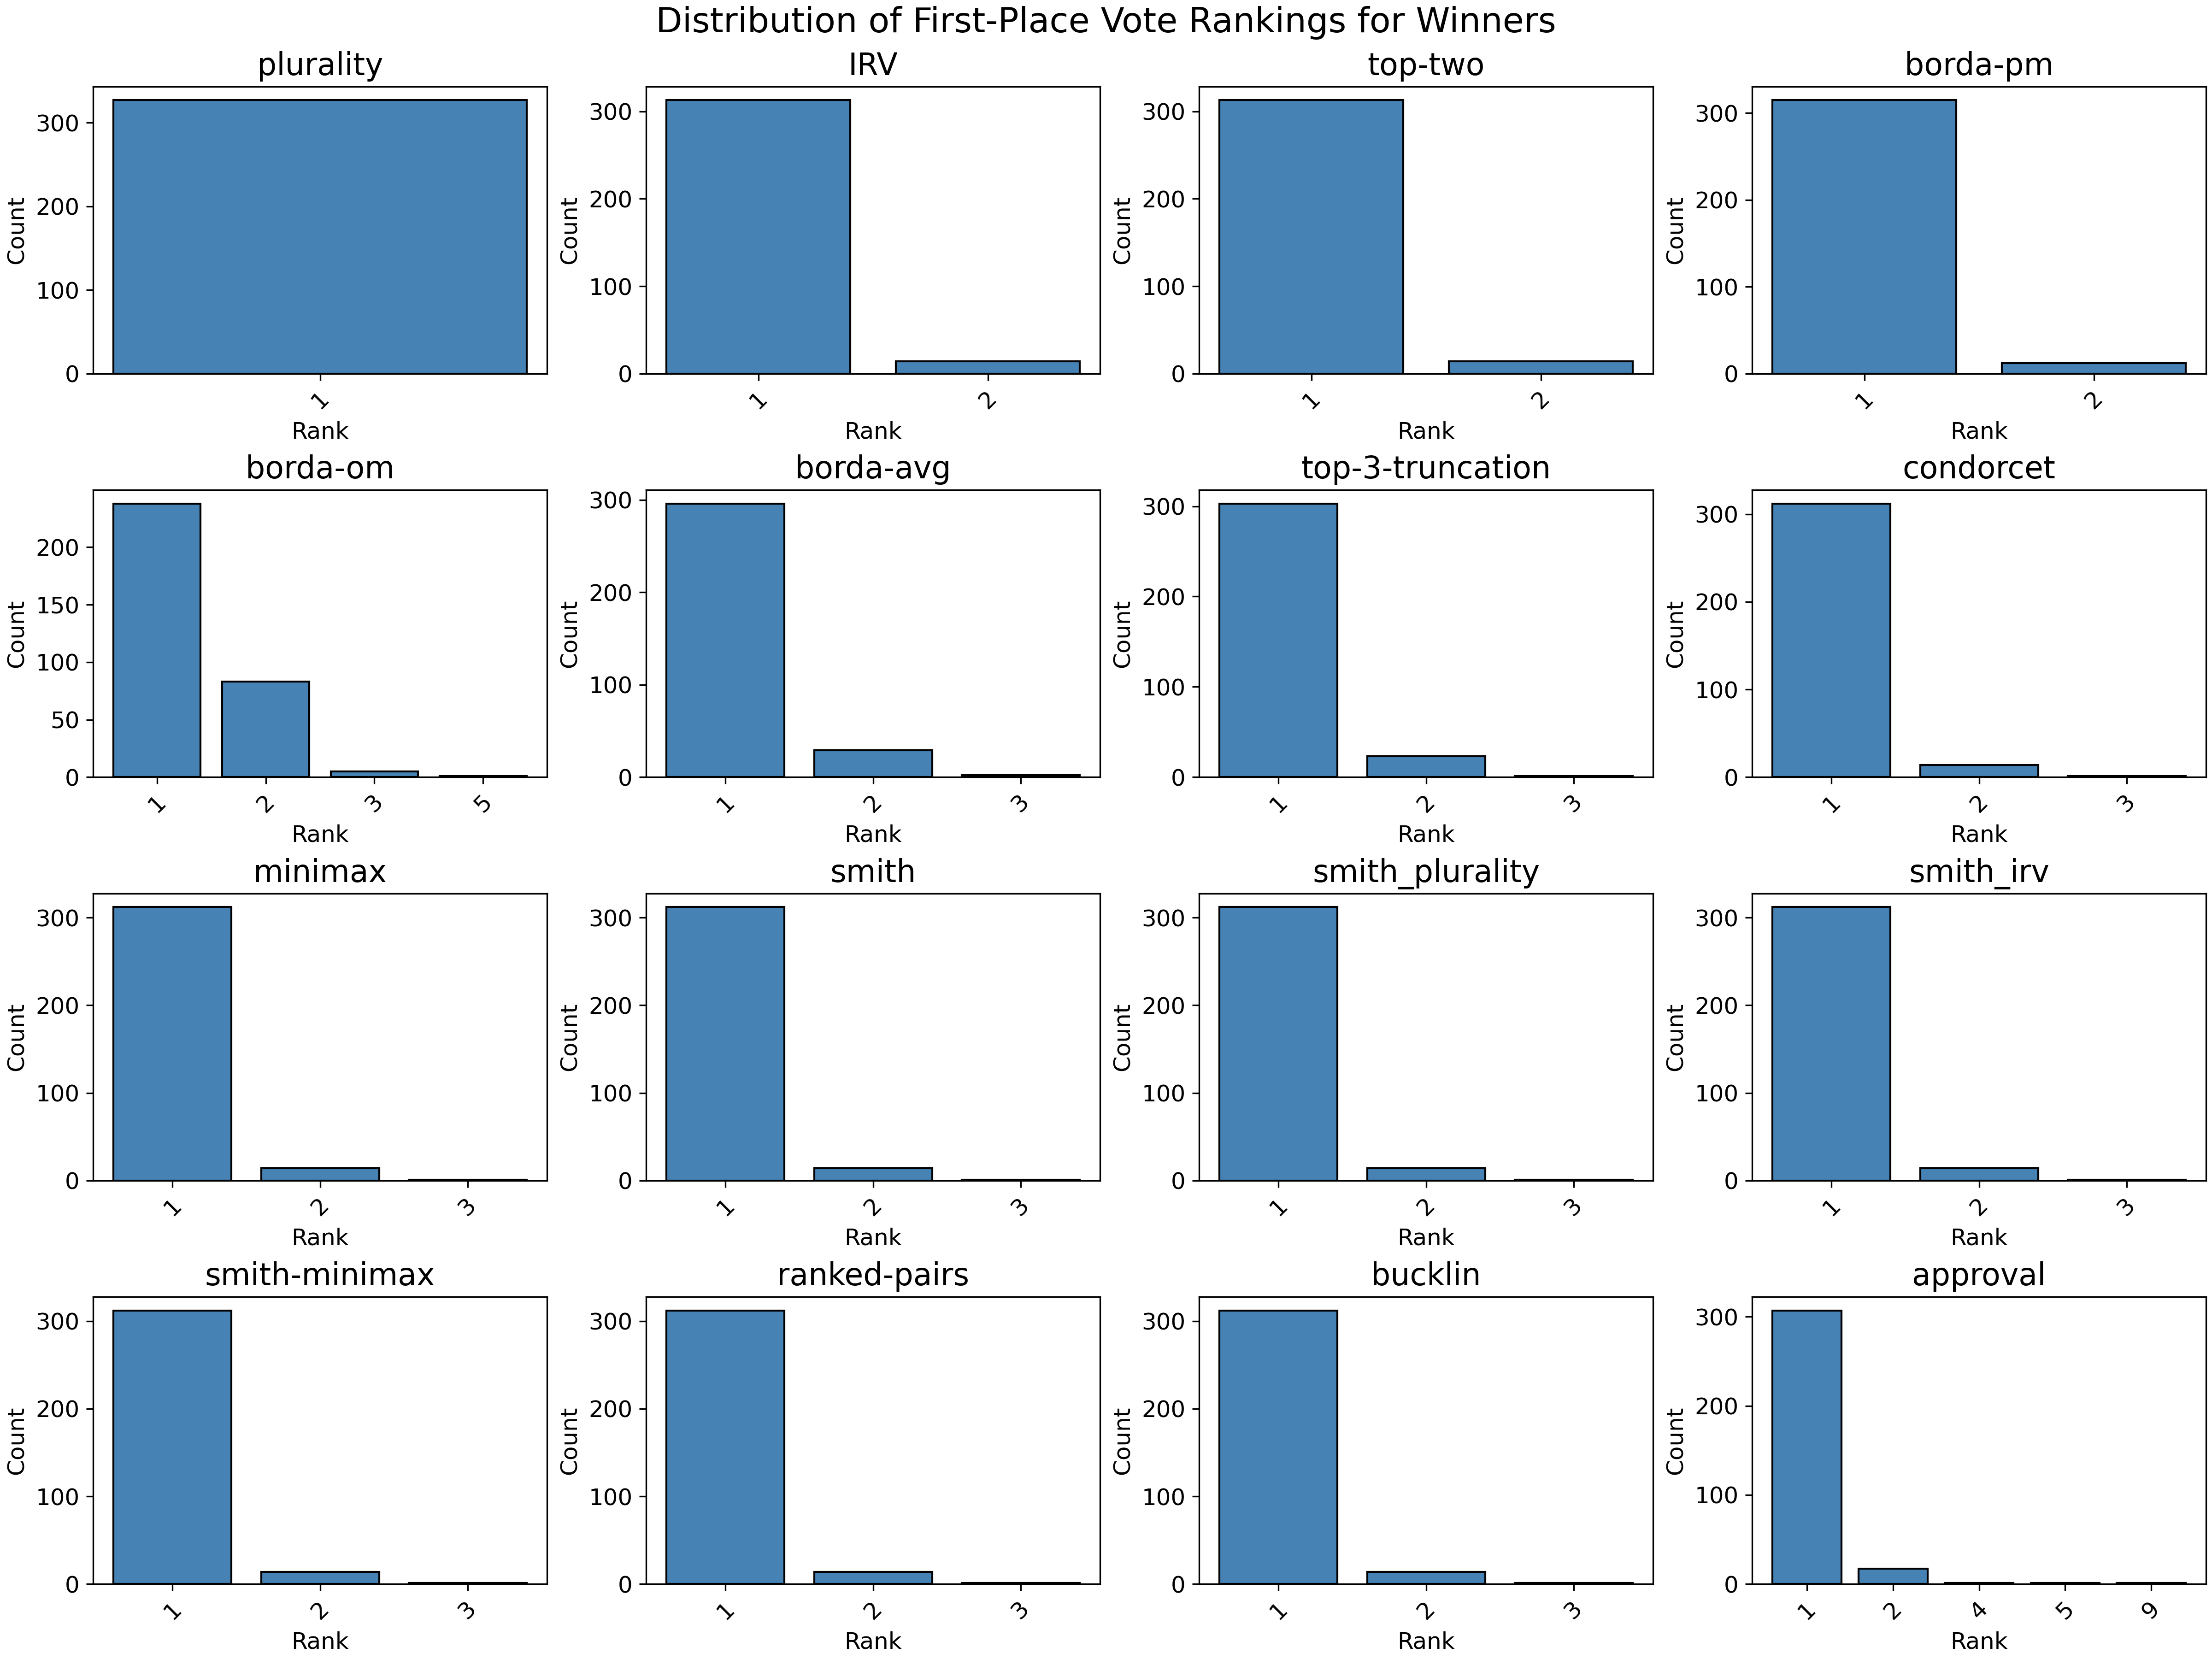 Distribution of First-Place Vote Rankings for Winners
plurality
Count
300
200
100
0
1
Rank
IRV
Count
300
200
100
0
1 2
Rank
top-two
Count
300
200
100
0
1 2
Rank
borda-pm
Count
300
200
100
0
1 2
Rank
borda-om
Count
200
150
100
50
0
1 2 3 5
Rank
borda-avg
Count
300
200
100
0
1 2 3
Rank
top-3-truncation
Count
300
200
100
0
1 2 3
Rank
condorcet
Count
300
200
100
0
1 2 3
Rank
minimax
Count
300
200
100
0
1 2 3
Rank
smith
Count
300
200
100
0
1 2 3
Rank
smith_plurality
Count
300
200
100
0
1 2 3
Rank
smith_irv
Count
300
200
100
0
1 2 3
Rank
smith-minimax
Count
300
200
100
0
1 2 3
Rank
ranked-pairs
Count
300
200
100
0
1 2 3
Rank
bucklin
Count
300
200
100
0
1 2 3
Rank
approval
Count
300
200
100
0
1 2 4 5 9
Rank